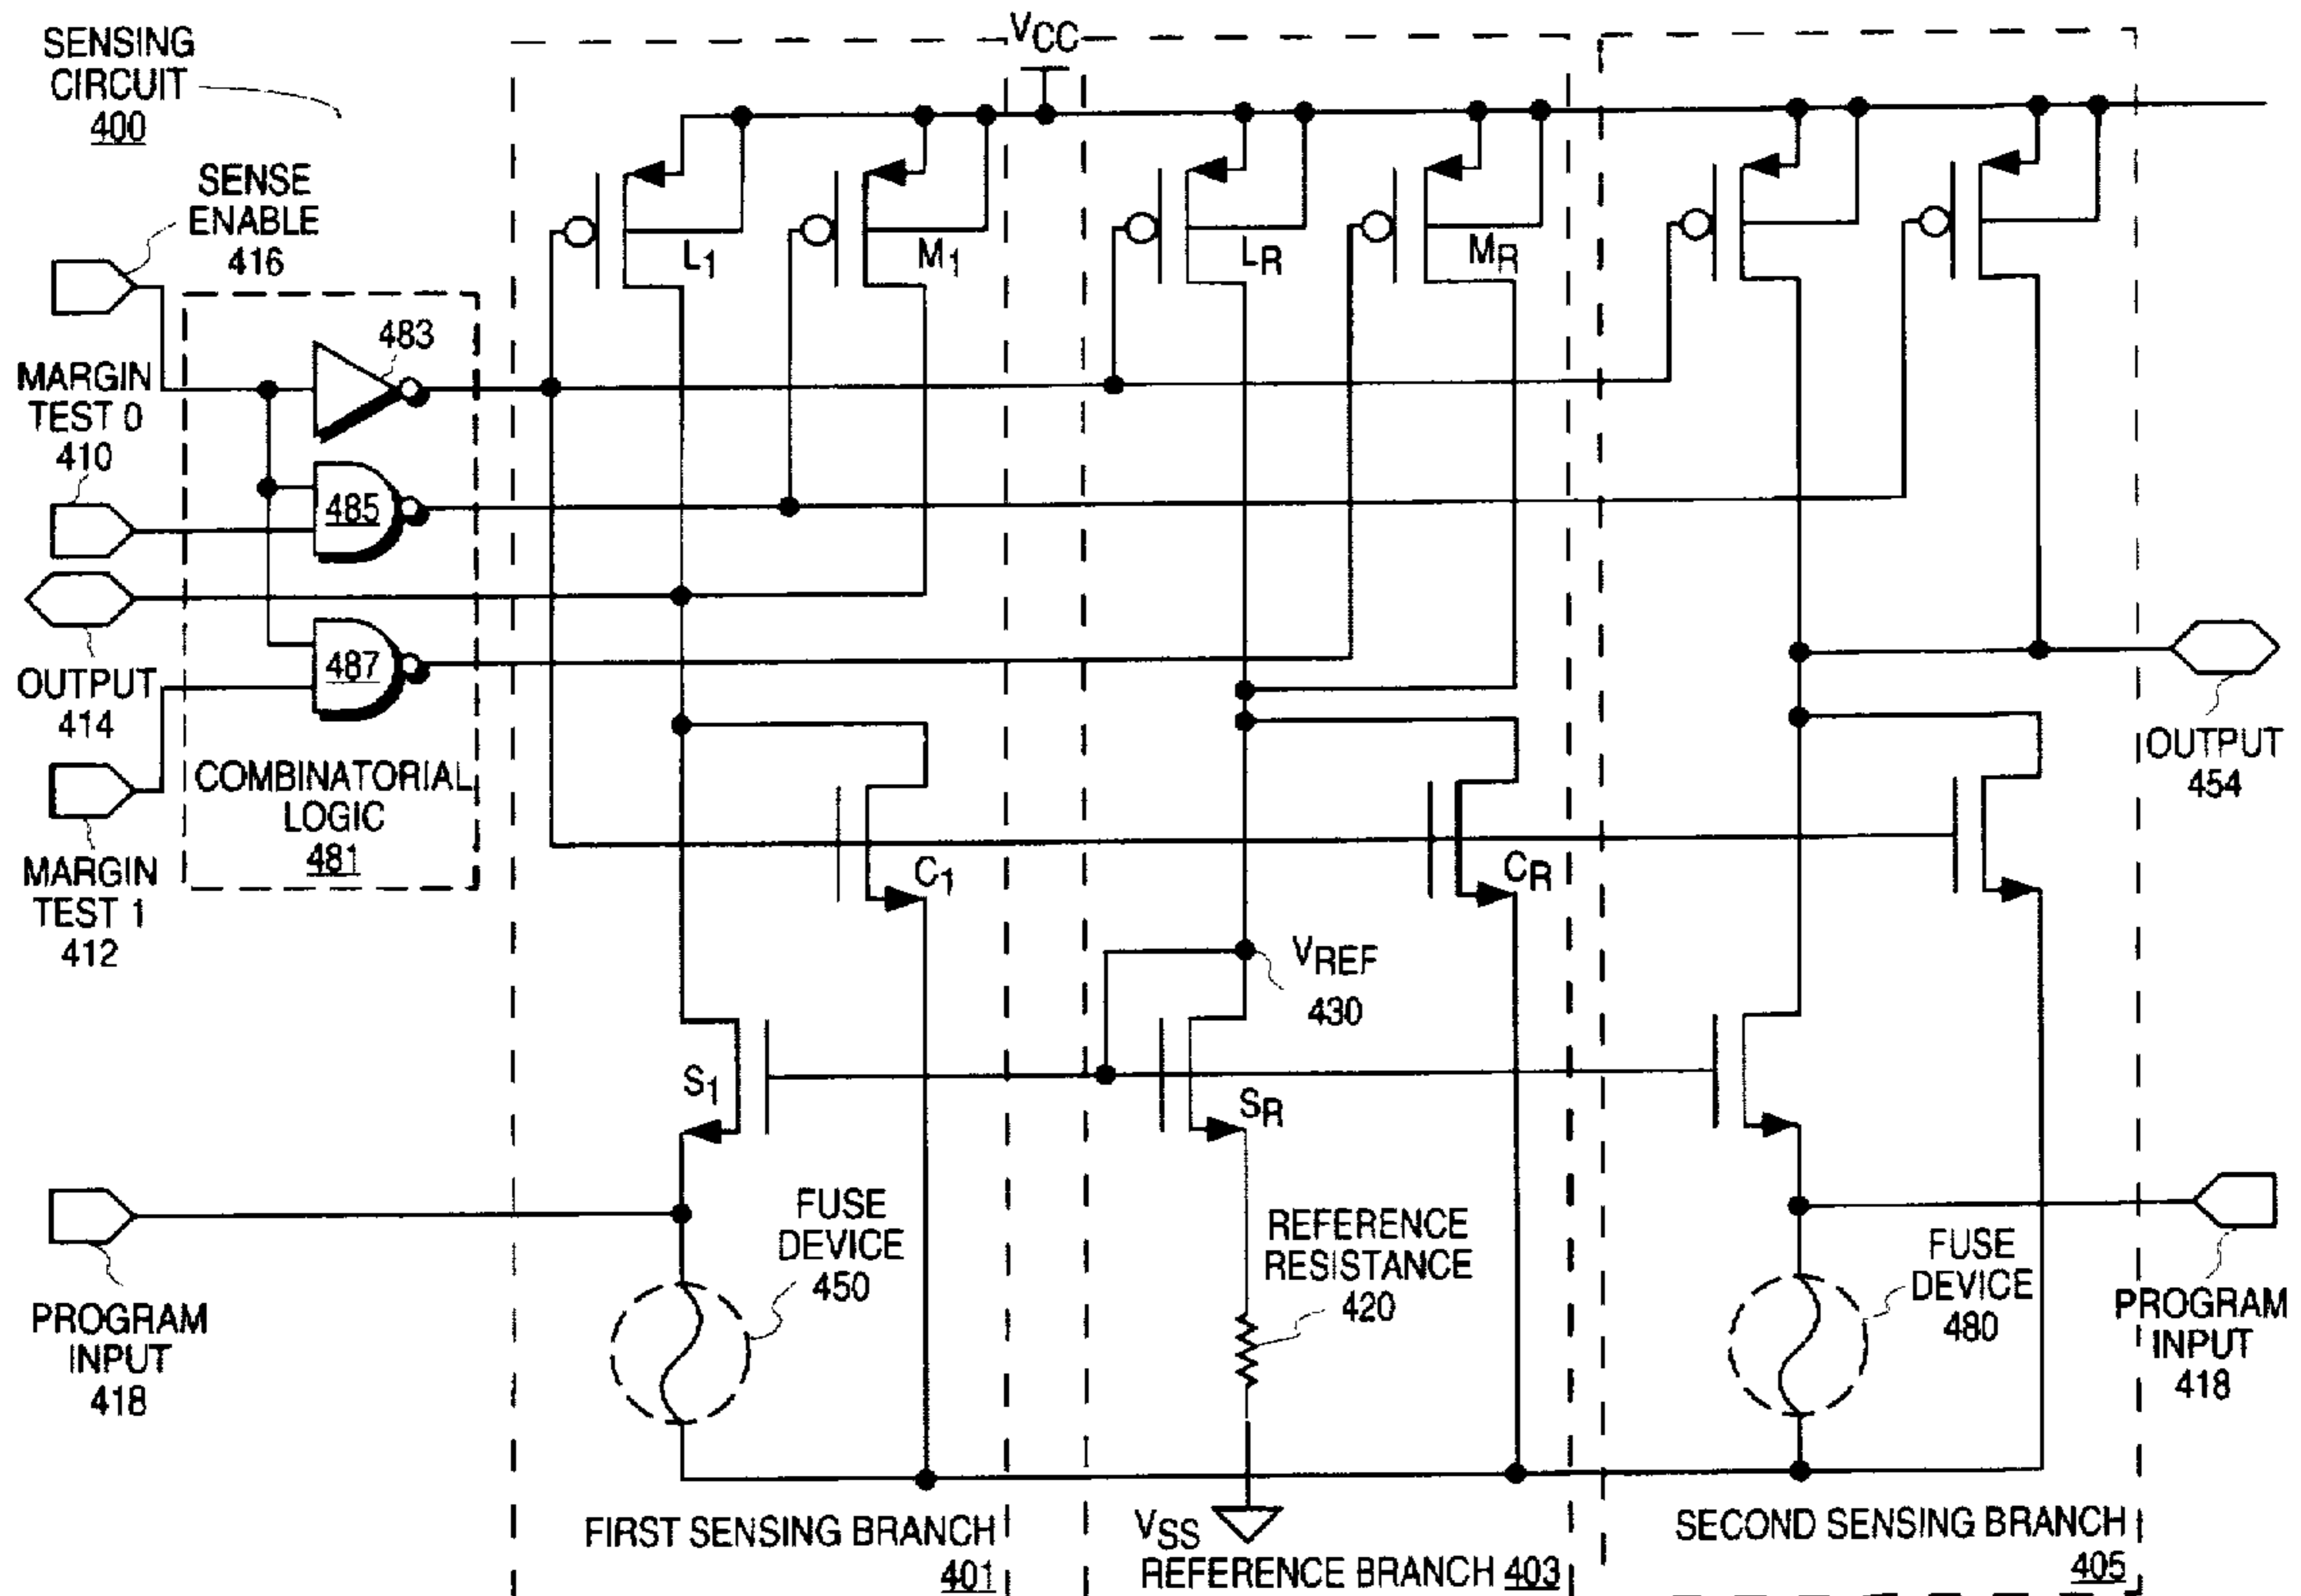 SENSING
CIRCUIT
400
VCC
SENSE
ENABLE
416
L1
M1
LR
MR
483
MARGIN
TEST 0
410
485
487
OUTPUT
414
COMBINATORIAL
LOGIC
481
MARGIN
TEST 1
412
C1
CR
OUTPUT
454
VREF
430
S1
SR
PROGRAM
INPUT
418
FUSE
DEVICE
450
REFERENCE
RESISTANCE
420
FUSE
DEVICE
480
PROGRAM
INPUT
418
FIRST SENSING BRANCH
401
VSS
REFERENCE BRANCH 403
SECOND SENSING BRANCH
405